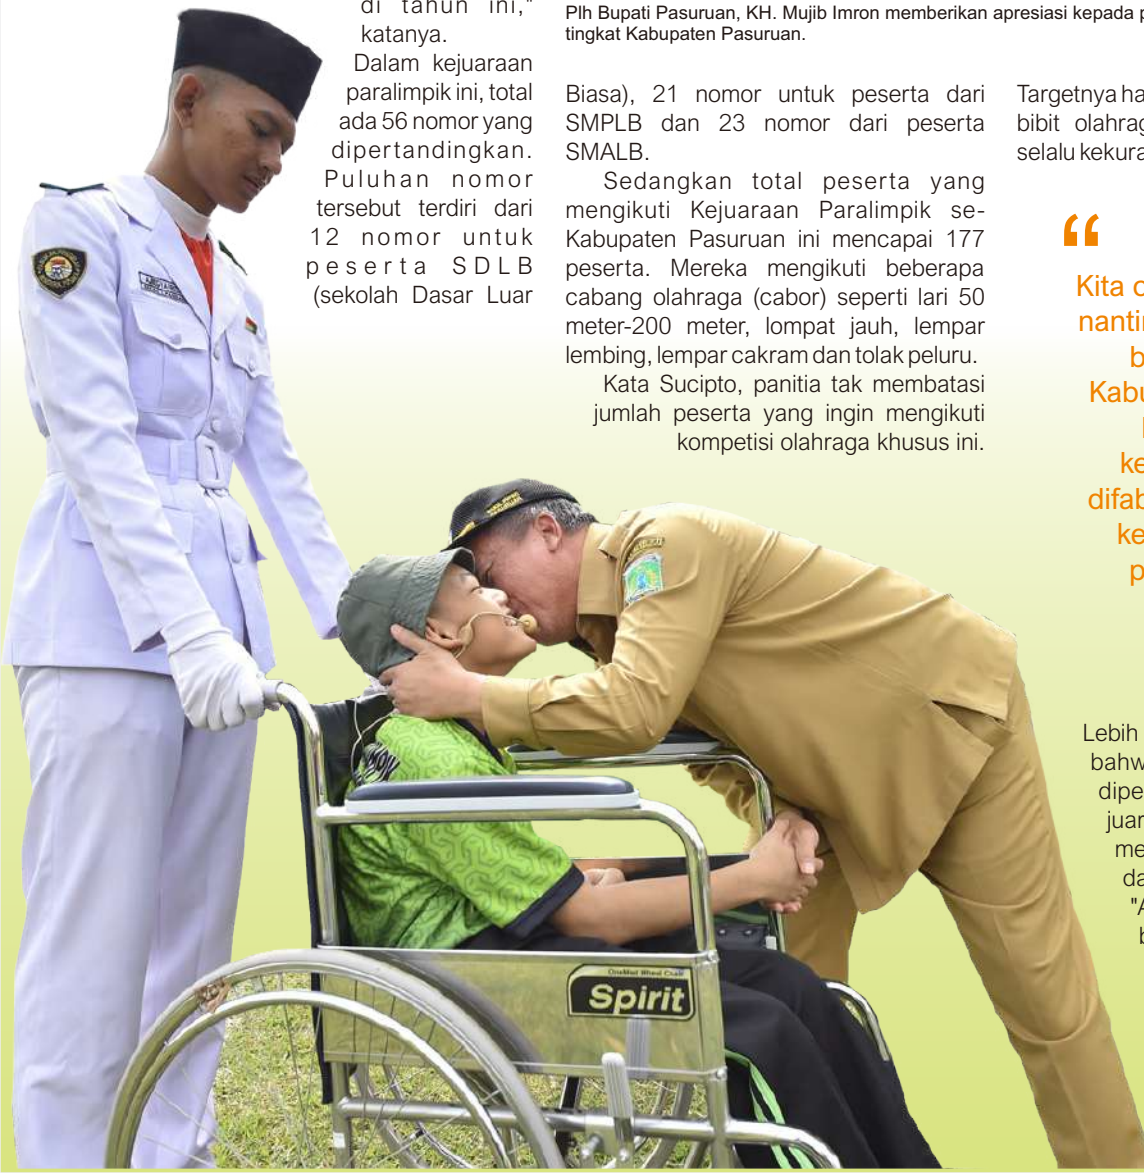 di tahun ini,"
katanya.
Dalam kejuaraan
paralimpik ini, total
ada 56 nomor yang
dipertandingkan.
Puluhan nomor
tersebut terdiri dari
12 nomor untuk
peserta SDLB
(sekolah Dasar Luar
Plh Bupati Pasuruan, KH. Mujib Imron memberikan apresiasi kepada p
tingkat Kabupaten Pasuruan.
Biasa), 21 nomor untuk peserta dari
SMPLB dan 23 nomor dari peserta
SMALB.
Sedangkan total peserta yang
mengikuti Kejuaraan Paralimpik se-
Kabupaten Pasuruan ini mencapai 177
peserta. Mereka mengikuti beberapa
cabang olahraga (cabor) seperti lari 50
meter-200 meter, lompat jauh, lempar
lembing, lempar cakram dan tolak peluru.
Kata Sucipto, panitia tak membatasi
jumlah peserta yang ingin mengikuti
kompetisi olahraga khusus ini.
Targetnya ha
bibit olahrag
selalu kekura
“
Kita
nantin
b
Kabu
ke
difab
ke
p
Lebih
bahw
dipe
juar
me
da
"A
b
OneMed Wheel Chair
Spirit